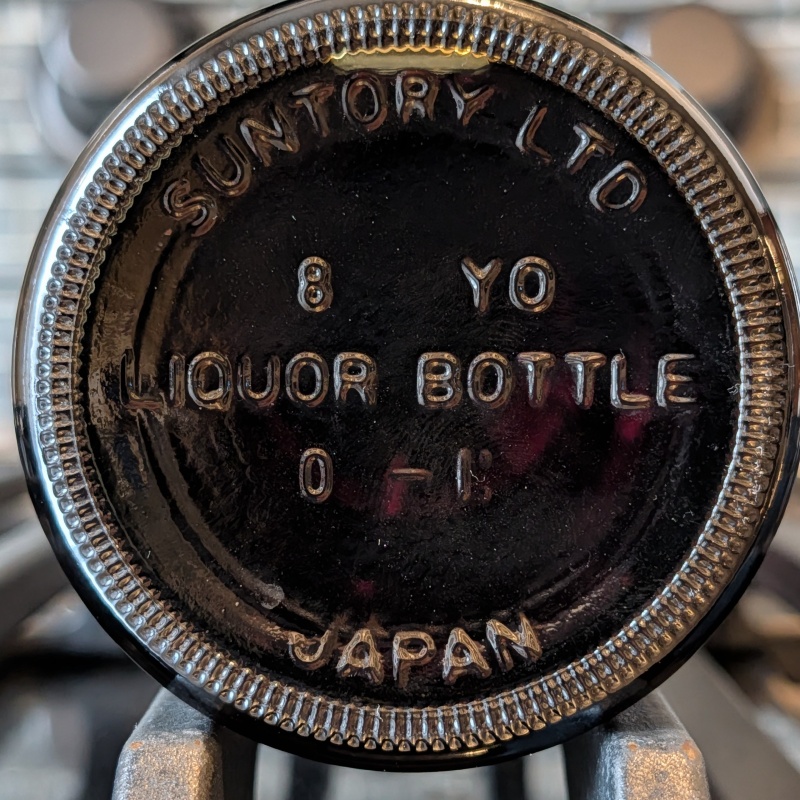 SUNTORY LTD
8 YO
LIQUOR BOTTLE
0 - 1:
JAPAN